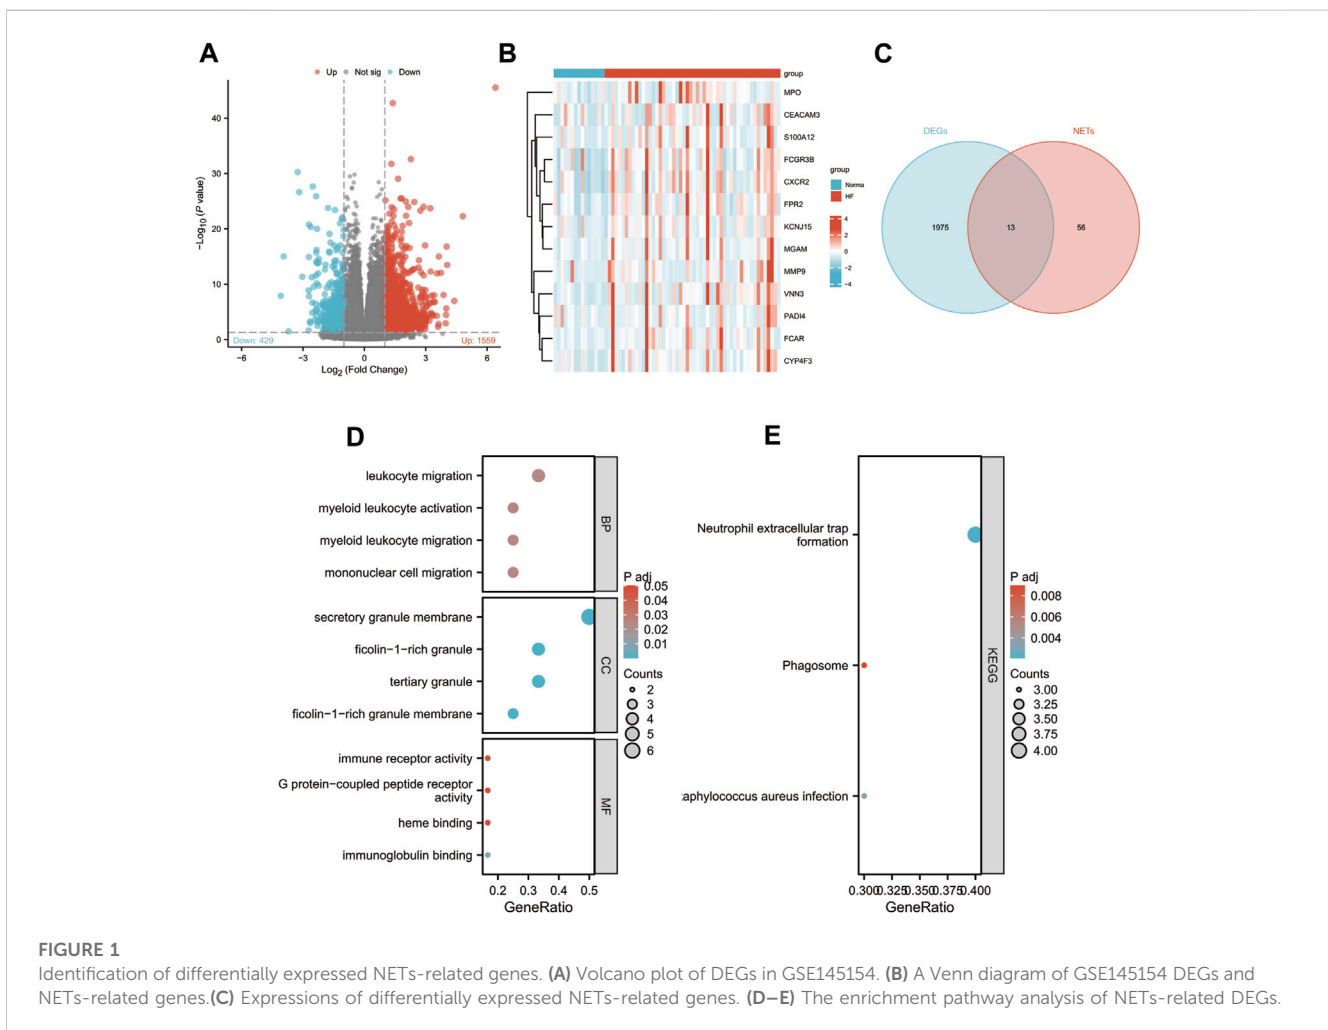 A
Up Not sig Down
−Log10 (P value)
40
30
20
10
0
Down: 429
Up: 1559
−6 −3 0 3 6
Log2 (Fold Change)
B
group
MPO
CEACAM3
S100A12
FCGR3B
CXCR2
FPR2
KCNJ15
MGAM
MMP9
VNN3
PADI4
FCAR
CYP4F3
group
Norma
HF
4
2
0
−2
−4
C
DEGs
NETs
1975 13 56
D
leukocyte migration
myeloid leukocyte activation
myeloid leukocyte migration
mononuclear cell migration
BP
secretory granule membrane
ficolin−1−rich granule
tertiary granule
ficolin−1−rich granule membrane
CC
immune receptor activity
G protein−coupled peptide receptor
activity
heme binding
immunoglobulin binding
MF
0.2 0.3 0.4 0.5
GeneRatio
P adj
0.05
0.04
0.03
0.02
0.01
Counts
2
3
4
5
6
E
Neutrophil extracellular trap
formation
Phagosome
taphylococcus aureus infection
KEGG
0.300 0.325 0.350 0.375 0.400
GeneRatio
P adj
0.008
0.006
0.004
Counts
3.00
3.25
3.50
3.75
4.00
FIGURE 1
Identification of differentially expressed NETs-related genes. (A) Volcano plot of DEGs in GSE145154. (B) A Venn diagram of GSE145154 DEGs and
NETs-related genes.(C) Expressions of differentially expressed NETs-related genes. (D–E) The enrichment pathway analysis of NETs-related DEGs.